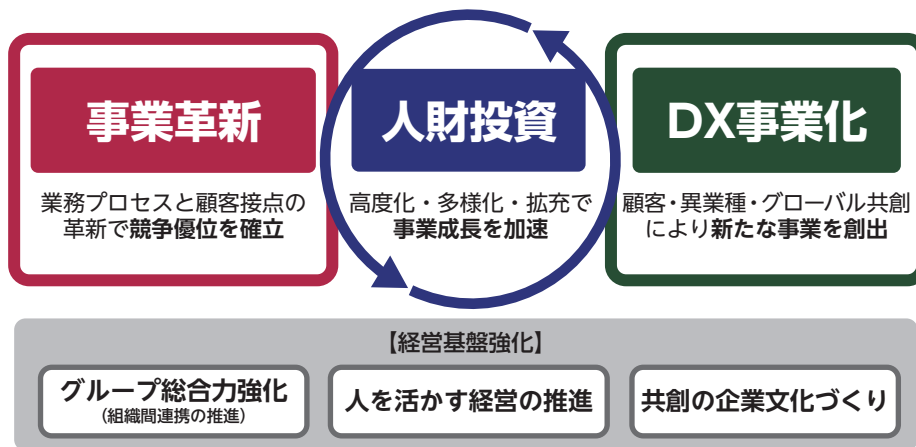 事業革新
業務プロセスと顧客接点の
革新で競争優位を確立
人財投資
高度化・多様化・拡充で
事業成長を加速
DX事業化
顧客・異業種・グローバル共創
により新たな事業を創出
【経営基盤強化】
グループ総合力強化
(組織間連携の推進)
人を活かす経営の推進
共創の企業文化づくり